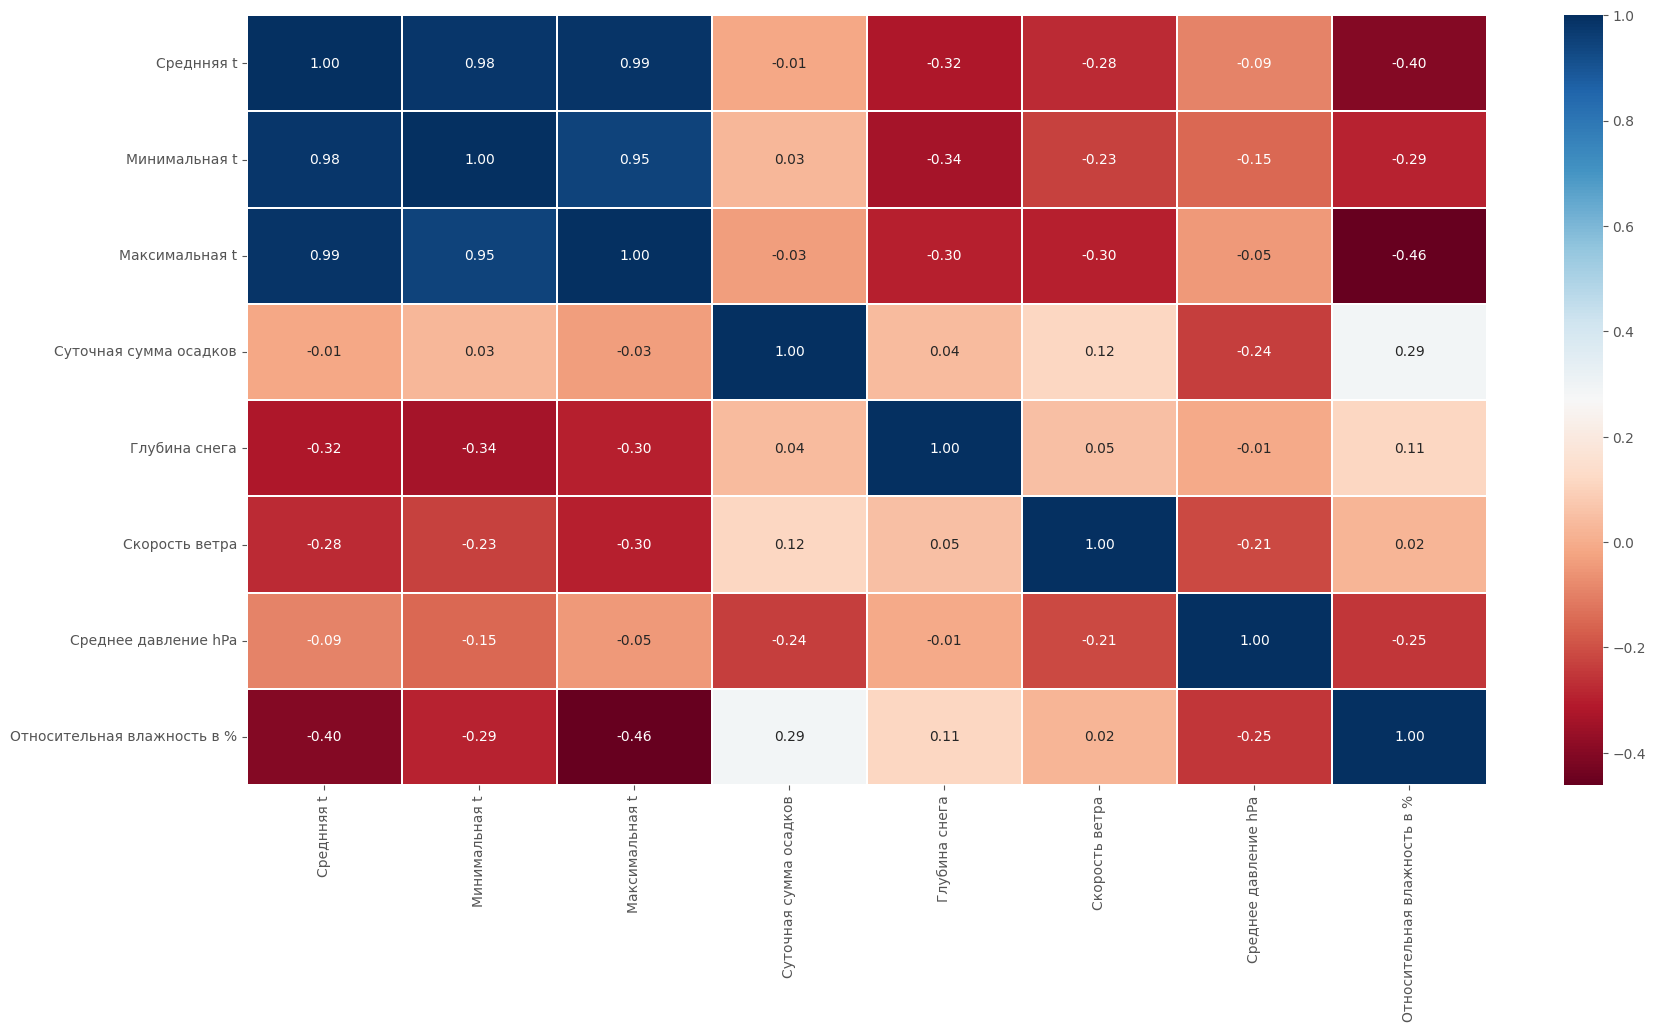 Среднняя t 1.00 0.98 0.99 -0.01 -0.32 -0.28 -0.09 -0.40
Минимальная t 0.98 1.00 0.95 0.03 -0.34 -0.23 -0.15 -0.29
Максимальная t 0.99 0.95 1.00 -0.03 -0.30 -0.30 -0.05 -0.46
Суточная сумма осадков -0.01 0.03 -0.03 1.00 0.04 0.12 -0.24 0.29
Глубина снега -0.32 -0.34 -0.30 0.04 1.00 0.05 -0.01 0.11
Скорость ветра -0.28 -0.23 -0.30 0.12 0.05 1.00 -0.21 0.02
Среднее давление hPa -0.09 -0.15 -0.05 -0.24 -0.01 -0.21 1.00 -0.25
Относительная влажность в % -0.40 -0.29 -0.46 0.29 0.11 0.02 -0.25 1.00
Среднняя t
Минимальная t
Максимальная t
Суточная сумма осадков
Глубина снега
Скорость ветра
Среднее давление hPa
Относительная влажность в %
1.0
0.8
0.6
0.4
0.2
0.0
−0.2
−0.4